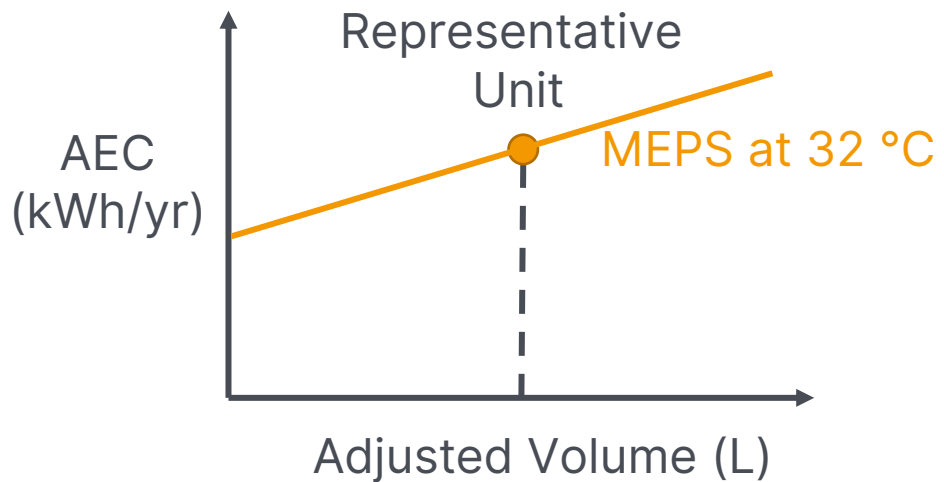 Representative
Unit
AEC
(kWh/yr)
MEPS at 32 °C
Adjusted Volume (L)